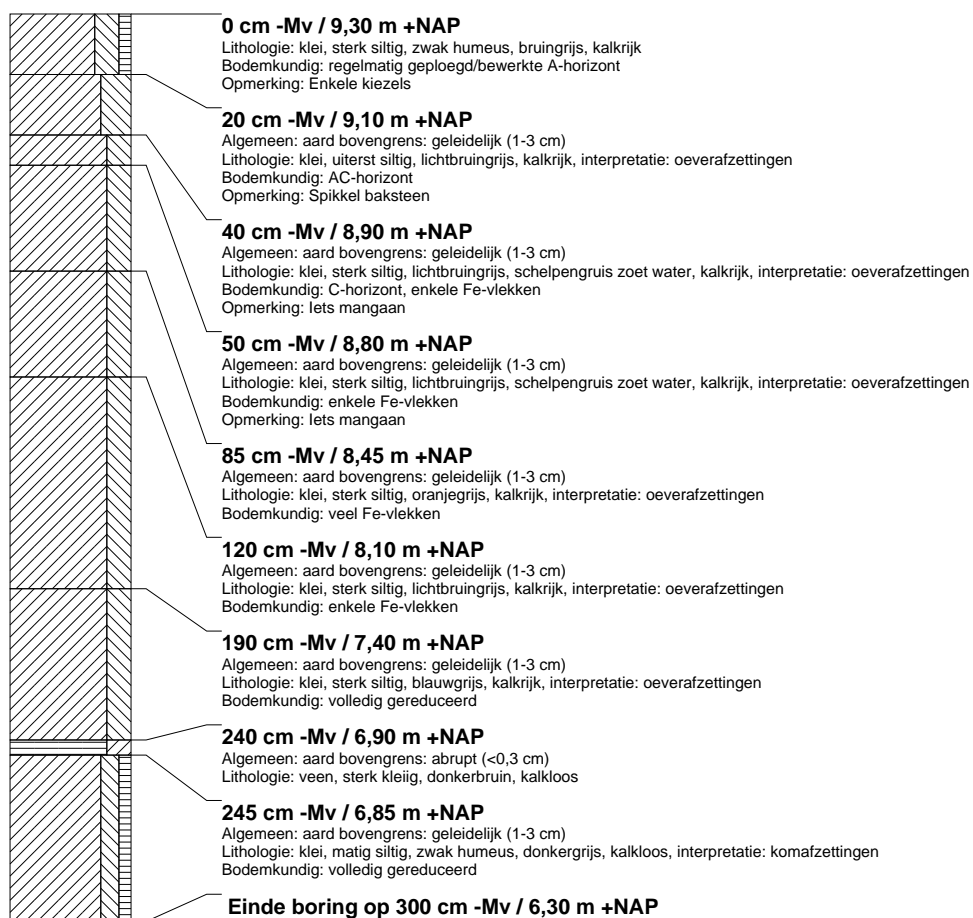 0 cm -Mv / 9,30 m +NAP
Lithologie: klei, sterk siltig, zwak humeus, bruingrijs, kalkrijk
Bodemkundig: regelmatig geploegd/bewerkte A-horizont
Opmerking: Enkele kiezels
20 cm -Mv / 9,10 m +NAP
Algemeen: aard bovengrens: geleidelijk (1-3 cm)
Lithologie: klei, uiterst siltig, lichtbruingrijs, kalkrijk, interpretatie: oeverafzettingen
Bodemkundig: AC-horizont
Opmerking: Spikkel baksteen
40 cm -Mv / 8,90 m +NAP
Algemeen: aard bovengrens: geleidelijk (1-3 cm)
Lithologie: klei, sterk siltig, lichtbruingrijs, schelpengruis zoet water, kalkrijk, interpretatie: oeverafzettingen
Bodemkundig: C-horizont, enkele Fe-vlekken
Opmerking: Iets mangaan
50 cm -Mv / 8,80 m +NAP
Algemeen: aard bovengrens: geleidelijk (1-3 cm)
Lithologie: klei, sterk siltig, lichtbruingrijs, schelpengruis zoet water, kalkrijk, interpretatie: oeverafzettingen
Bodemkundig: enkele Fe-vlekken
Opmerking: Iets mangaan
85 cm -Mv / 8,45 m +NAP
Algemeen: aard bovengrens: geleidelijk (1-3 cm)
Lithologie: klei, sterk siltig, oranjegrijs, kalkrijk, interpretatie: oeverafzettingen
Bodemkundig: veel Fe-vlekken
120 cm -Mv / 8,10 m +NAP
Algemeen: aard bovengrens: geleidelijk (1-3 cm)
Lithologie: klei, sterk siltig, lichtbruingrijs, kalkrijk, interpretatie: oeverafzettingen
Bodemkundig: enkele Fe-vlekken
190 cm -Mv / 7,40 m +NAP
Algemeen: aard bovengrens: geleidelijk (1-3 cm)
Lithologie: klei, sterk siltig, blauwgrijs, kalkrijk, interpretatie: oeverafzettingen
Bodemkundig: volledig gereduceerd
240 cm -Mv / 6,90 m +NAP
Algemeen: aard bovengrens: abrupt (<0,3 cm)
Lithologie: veen, sterk kleiig, donkerbruin, kalkloos
245 cm -Mv / 6,85 m +NAP
Algemeen: aard bovengrens: geleidelijk (1-3 cm)
Lithologie: klei, matig siltig, zwak humeus, donkergrijs, kalkloos, interpretatie: komafzettingen
Bodemkundig: volledig gereduceerd
Einde boring op 300 cm -Mv / 6,30 m +NAP